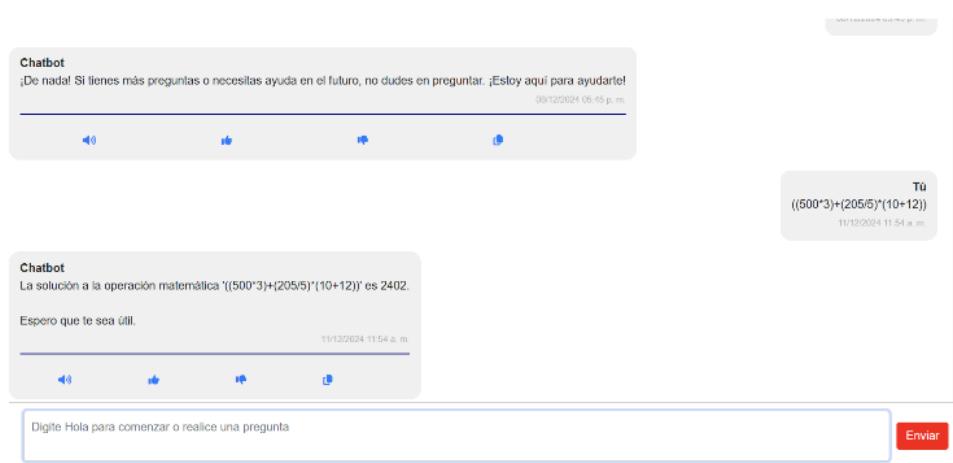 Chatbot
¡De nada! Si tienes más preguntas o necesitas ayuda en el futuro, no dudes en preguntar. ¡Estoy aquí para ayudarte!
08/12/2024 05:45 p. m.
Tú
((500*3)+(205/5)*(10+12))
11/12/2024 11:54 a. m.
Chatbot
La solución a la operación matemática '((500*3)+(205/5)*(10+12))' es 2402.
Espero que te sea útil.
11/12/2024 11:54 a. m.
Digite Hola para comenzar o realice una pregunta
Enviar